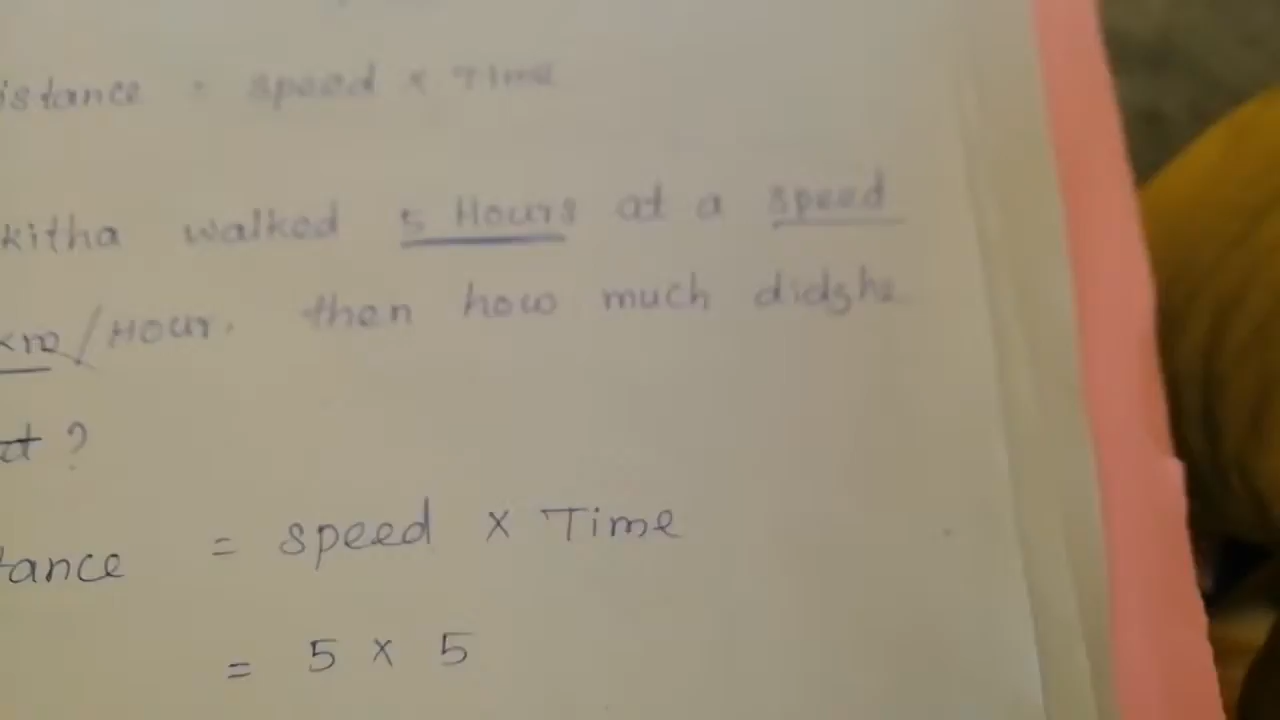 istance = speed x Time
kitha walked 5 Hours at a speed
km/Hour. then how much didshe
? 
tance = speed x Time
= 5 x 5